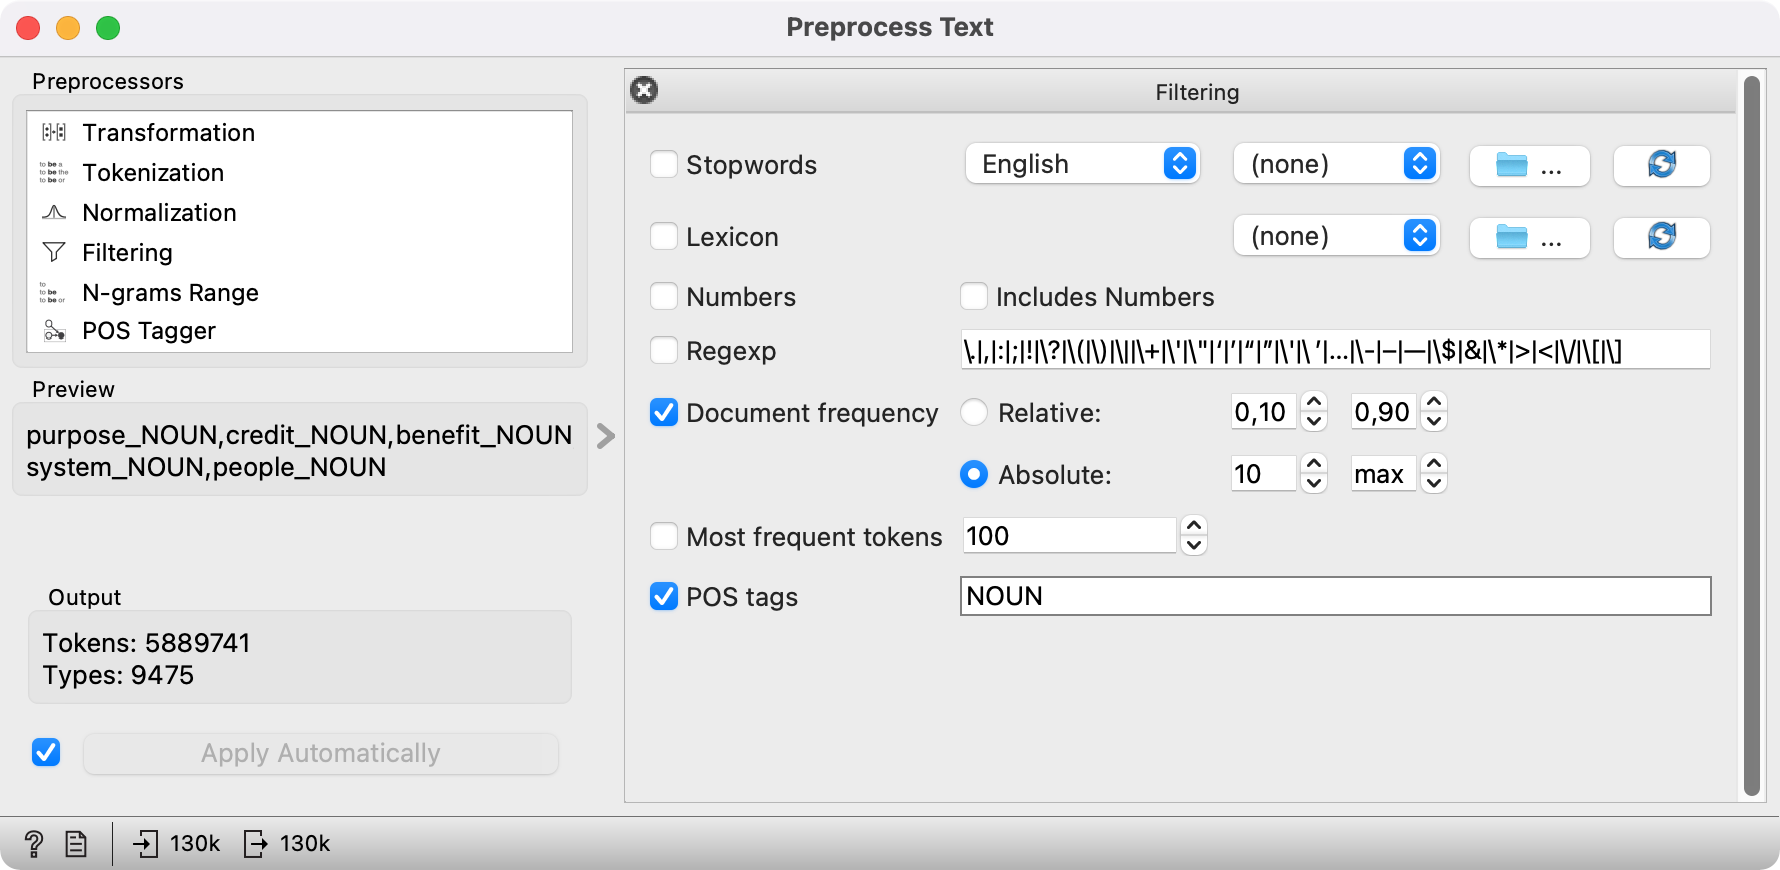 Preprocess Text
Preprocessors
Transformation
Tokenization
Normalization
Filtering
N-grams Range
POS Tagger
Preview
purpose_NOUN,credit_NOUN,benefit_NOUN
system_NOUN,people_NOUN
Output
Tokens: 5889741
Types: 9475
Apply Automatically
Filtering
Stopwords English (none) ...
Lexicon (none) ...
Numbers Includes Numbers
Regexp \.|,|:|;|!|\?|\(|\)|\||\+|\'|\"|‘|’|“|”|\'|\ ’|…|\-|–|—|\$|&|\*|>|<|\/|\[|\]
Document frequency Relative: 0,10 0,90
Absolute: 10 max
Most frequent tokens 100
POS tags NOUN
? 130k 130k